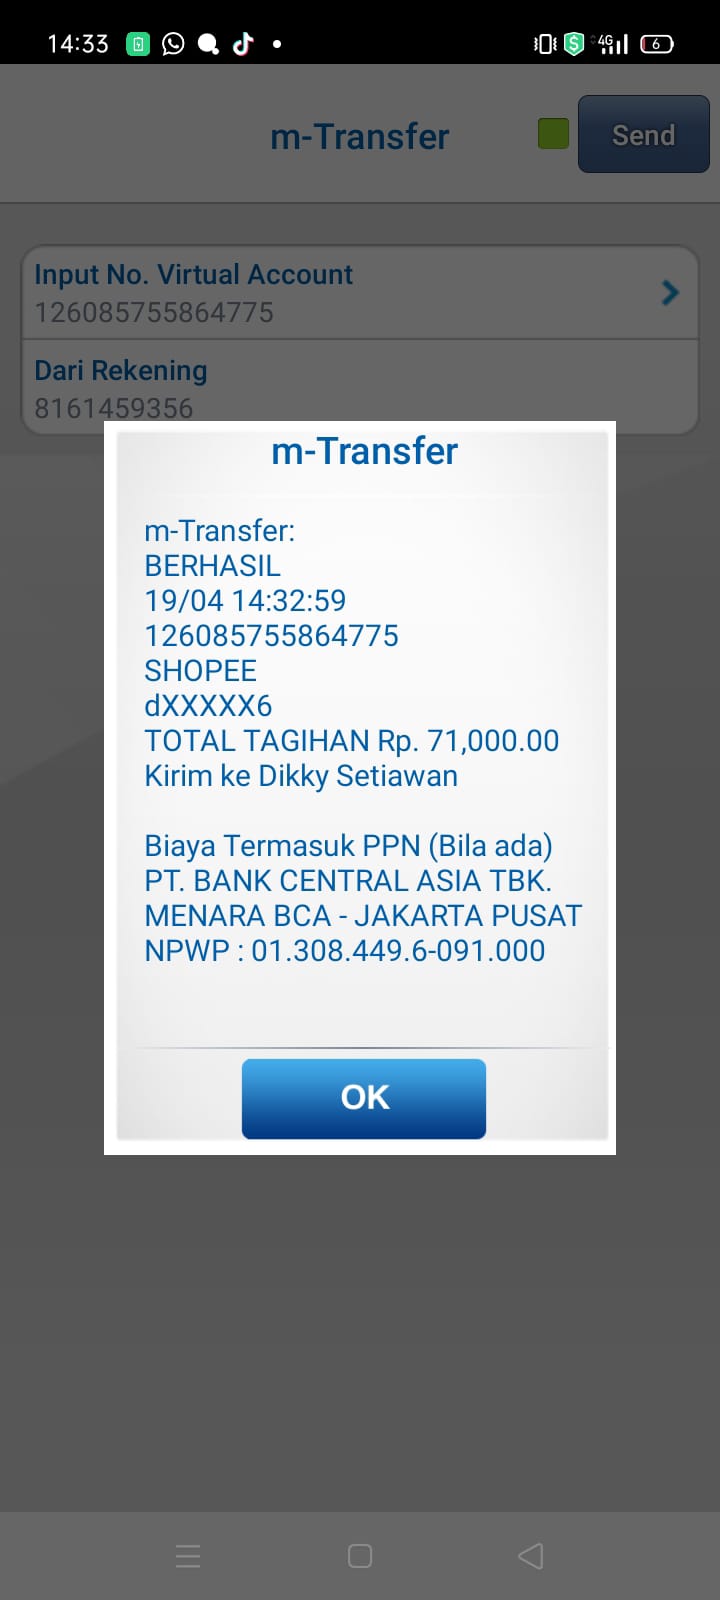 14:33
4G
6
m-Transfer
Send
Input No. Virtual Account
126085755864775
Dari Rekening
8161459356
m-Transfer
m-Transfer:
BERHASIL
19/04 14:32:59
126085755864775
SHOPEE
dXXXXX6
TOTAL TAGIHAN Rp. 71,000.00
Kirim ke Dikky Setiawan
Biaya Termasuk PPN (Bila ada)
PT. BANK CENTRAL ASIA TBK.
MENARA BCA - JAKARTA PUSAT
NPWP : 01.308.449.6-091.000
OK